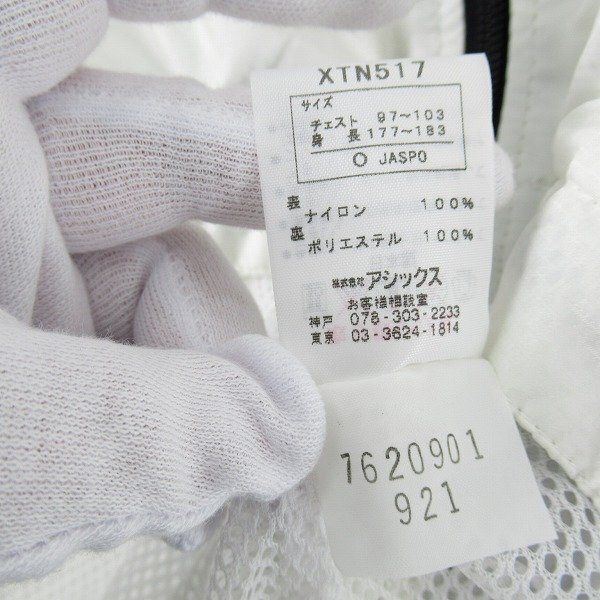 XTN517
サイズ
チェスト 97~103
身長 177~183
O JASPO
表
ナイロン 100%
裏
ポリエステル 100%
株式会社 アシックス
お客様相談室
神戸 078-303-2233
東京 03-3624-1814
7620901
921